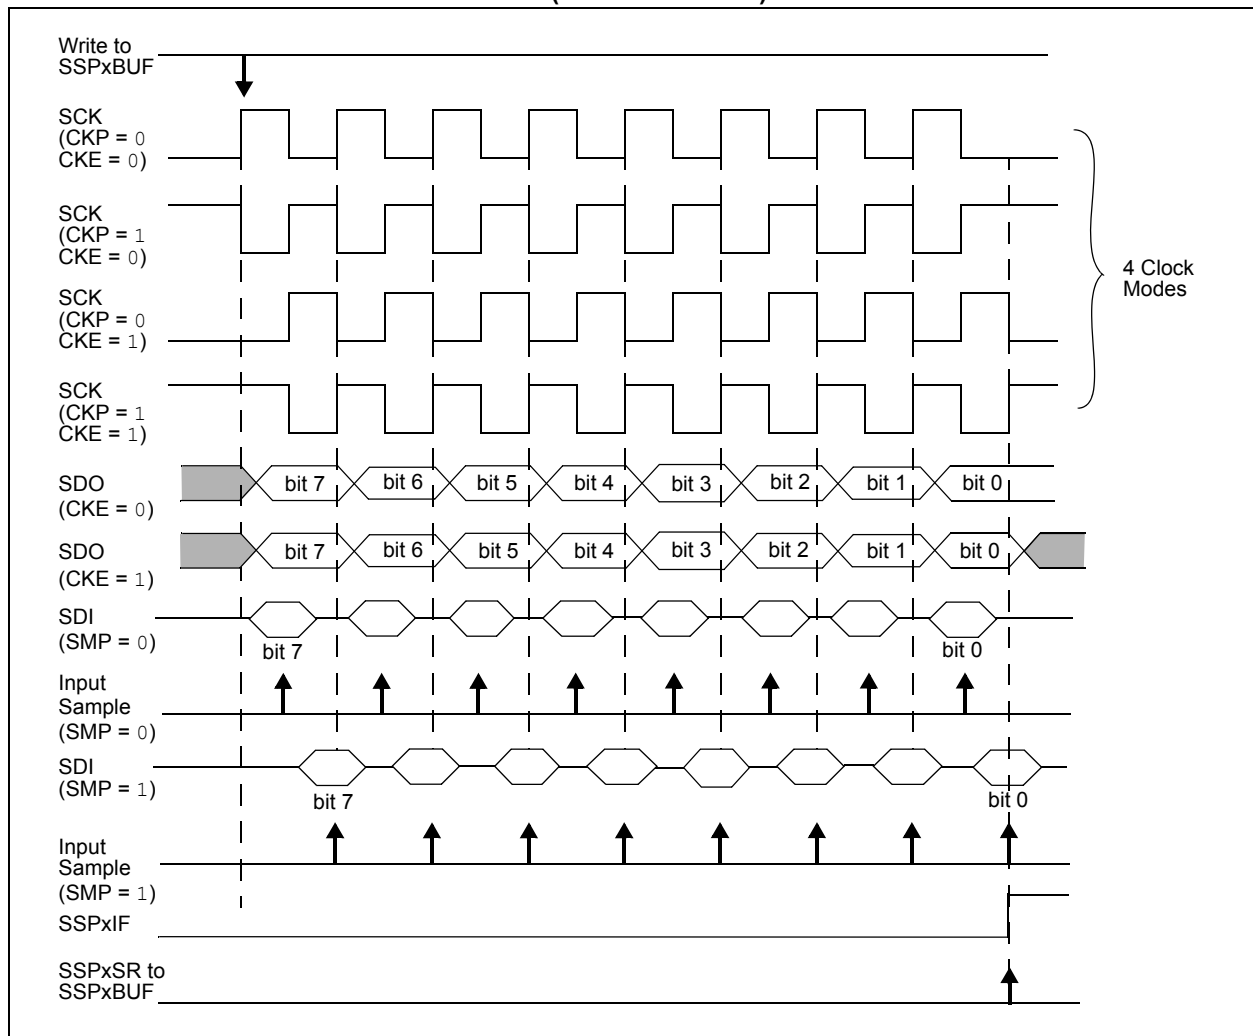 Write to
SSPxBUF
SCK
(CKP = 0
CKE = 0)
SCK
(CKP = 1
CKE = 0)
4 Clock
Modes
SCK
(CKP = 0
CKE = 1)
SCK
(CKP = 1
CKE = 1)
SDO
(CKE = 0)
bit 7 bit 6 bit 5 bit 4 bit 3 bit 2 bit 1 bit 0
SDO
(CKE = 1)
bit 7 bit 6 bit 5 bit 4 bit 3 bit 2 bit 1 bit 0
SDI
(SMP = 0)
bit 7 bit 0
Input
Sample
(SMP = 0)
SDI
(SMP = 1)
bit 7 bit 0
Input
Sample
(SMP = 1)
SSPxIF
SSPxSR to
SSPxBUF